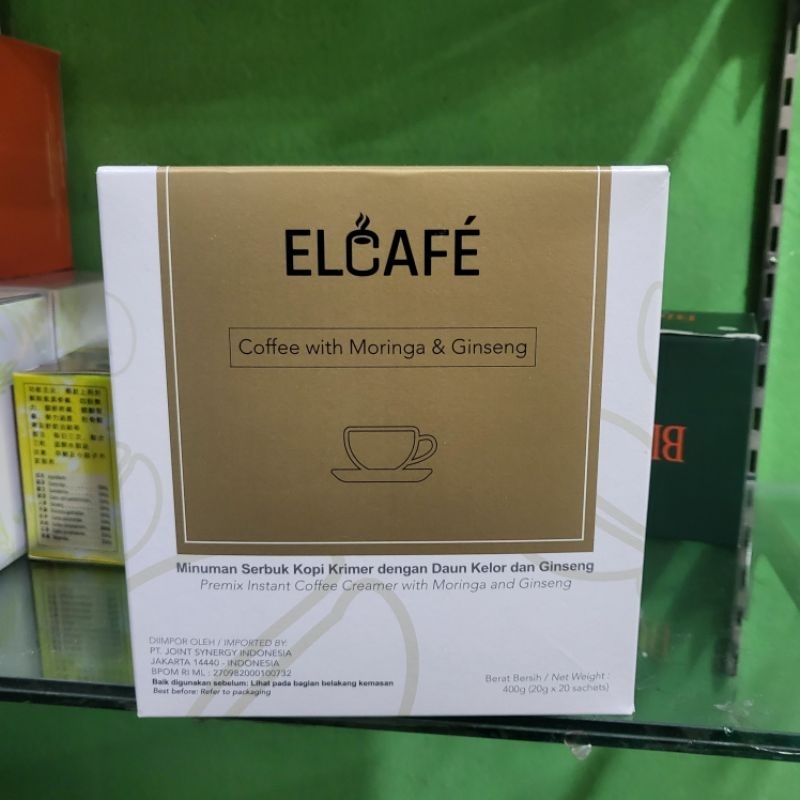 ELCAFÉ
Coffee with Moringa & Ginseng
Minuman Serbuk Kopi Krimer dengan Daun Kelor dan Ginseng
Premix Instant Coffee Creamer with Moringa and Ginseng
DIIMPOR OLEH / IMPORTED BY:
PT. JOINT SYNERGY INDONESIA
JAKARTA 14440 - INDONESIA
BPOM RI ML : 270982000100732
Baik digunakan sebelum: Lihat pada bagian belakang kemasan
Best before: Refer to packaging
Berat Bersih / Net Weight :
400g (20g x 20 sachets)